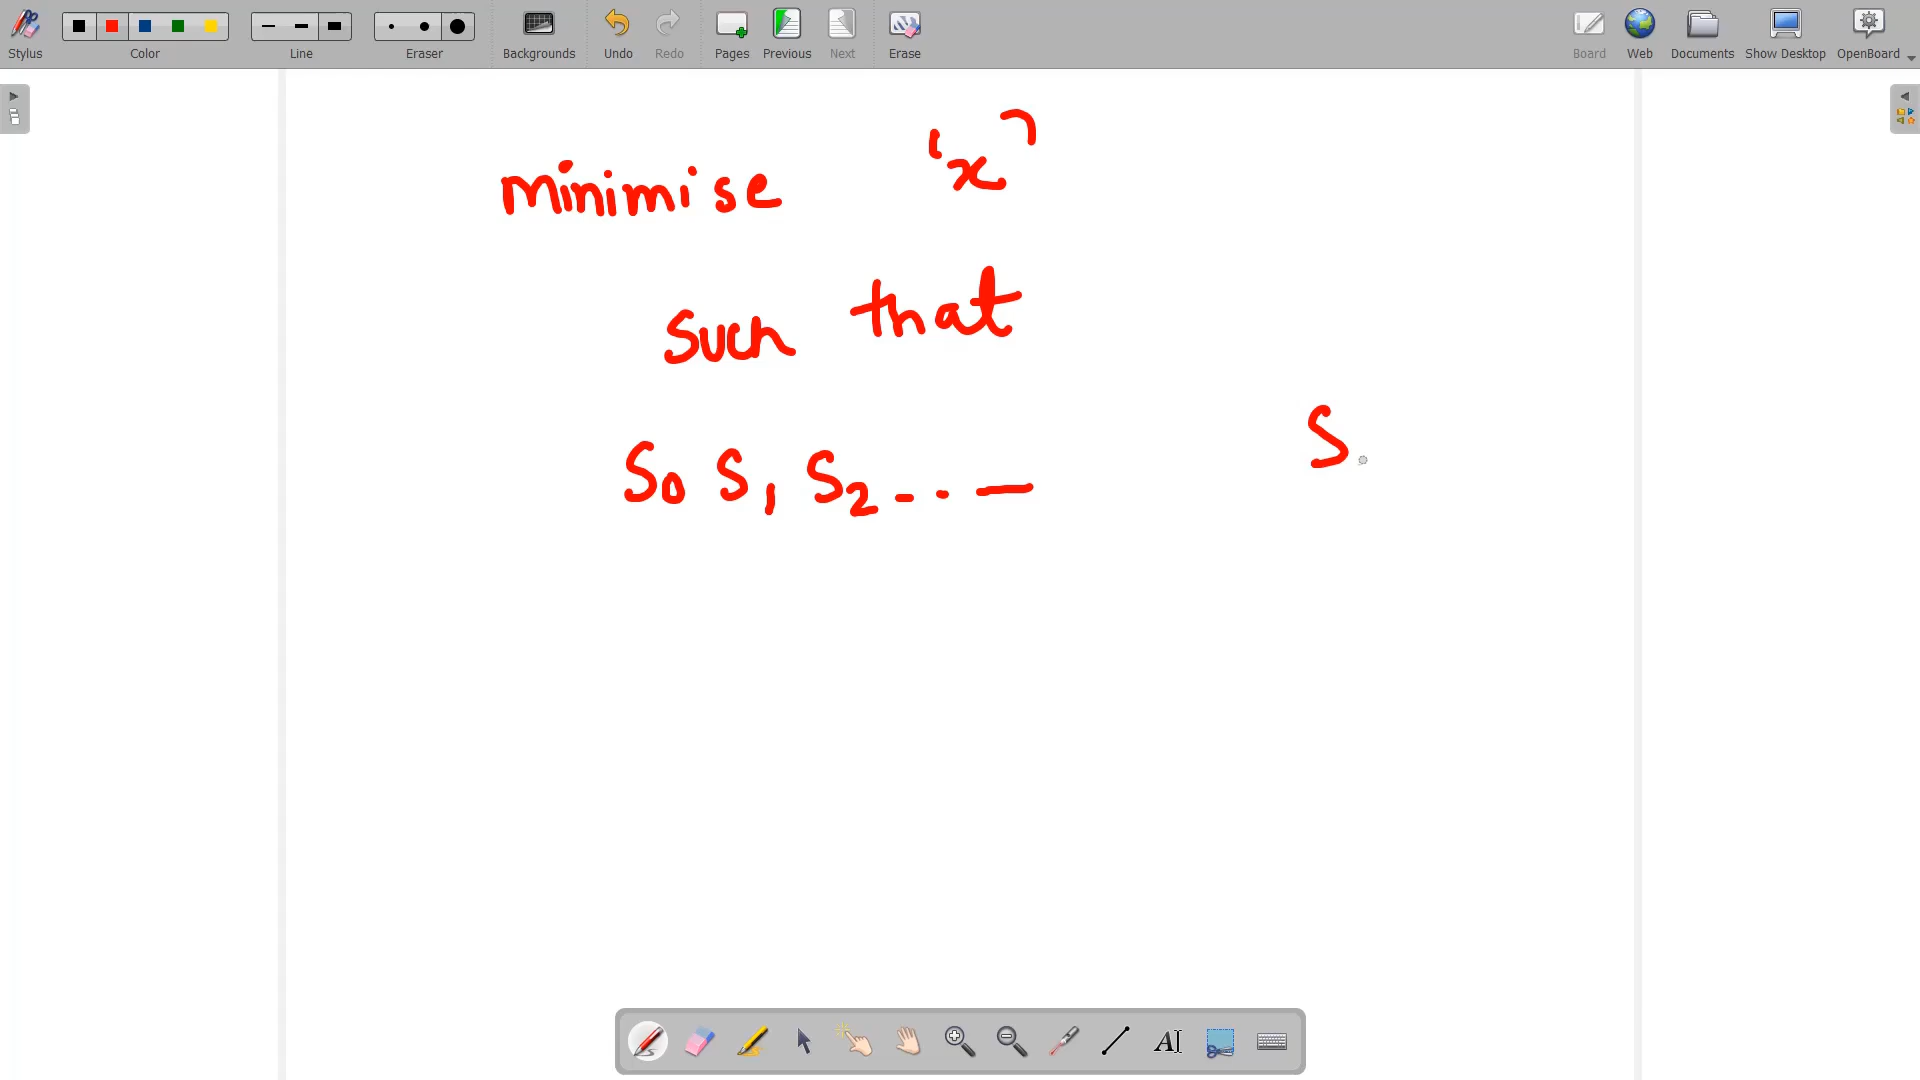 Stylus Color Line Eraser Backgrounds Undo Redo Pages Previous Next Erase Board Web Documents Show Desktop OpenBoard
minimise 'x'
such that
S0 S1 S2 -.. — S
AI